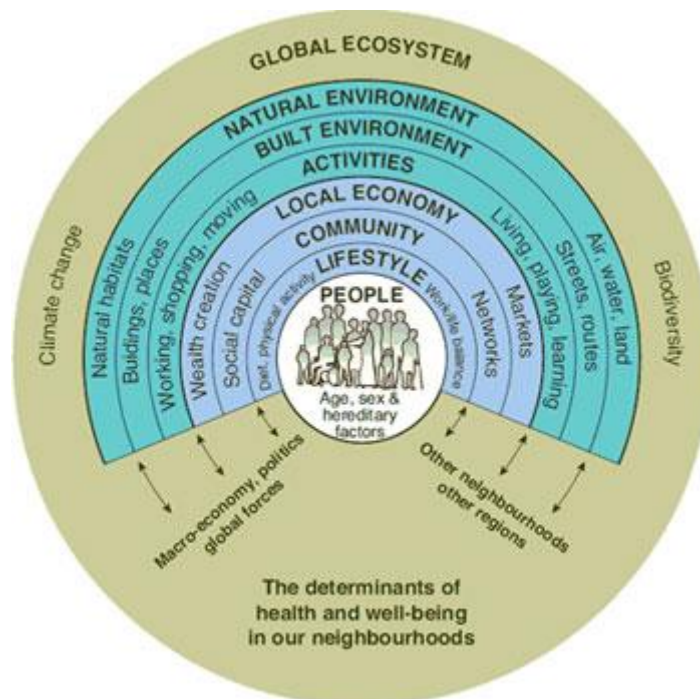 GLOBAL ECOSYSTEM
NATURAL ENVIRONMENT
BUILT ENVIRONMENT
ACTIVITIES
LOCAL ECONOMY
COMMUNITY
LIFESTYLE
PEOPLE
Age, sex &
hereditary
factors
Climate change
Natural habitats
Buidings, places
Working, shopping, moving
Wealth creation
Social capital
Diet, physical activity
Work/life balance
Networks
Markets
Living, playing, learning
Streets, routes
Air, water, land
Biodiversity
Macro-economy, politics
global forces
Other neighbourhoods
other regions
The determinants of
health and well-being
in our neighbourhoods